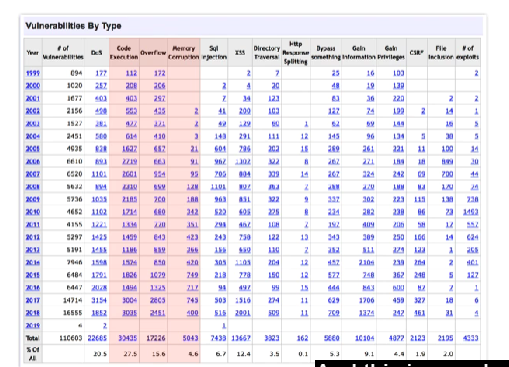 Vulnerabilities By Type
Year # of Vulnerabilities DoS Code Execution Overflow Memory Corruption Sql Injection XSS Directory Traversal Http Response Splitting Bypass something Gain Information Gain Privileges CSRF File Inclusion # of exploits
1999 894 177 112 172 2 7 25 16 103 2
2000 1020 257 208 206 2 4 20 48 19 139
2001 1677 403 403 297 7 34 123 83 36 220 2 2
2002 2156 498 553 435 2 41 200 103 127 74 199 2 14 1
2003 1527 381 477 371 2 49 129 60 1 62 69 144 16 5
2004 2451 580 614 410 3 148 291 111 12 145 96 134 5 38 5
2005 4935 838 1627 657 21 604 786 202 15 289 261 221 11 100 14
2006 6610 893 2719 663 91 967 1302 322 8 267 271 184 18 849 30
2007 6520 1101 2601 954 95 706 884 339 14 267 324 242 69 700 44
2008 5632 894 2310 699 128 1101 807 363 7 288 270 188 83 170 74
2009 5736 1035 2185 700 188 963 851 322 9 337 302 223 115 138 738
2010 4652 1102 1714 680 342 520 605 275 8 234 282 238 86 73 1493
2011 4155 1221 1334 770 351 294 467 108 7 197 409 206 58 17 557
2012 5297 1425 1459 843 423 243 758 122 13 343 389 250 166 14 624
2013 5191 1455 1186 859 366 156 650 110 7 352 511 274 123 1 206
2014 7946 1598 1574 850 420 305 1105 204 12 457 2104 239 264 2 401
2015 6484 1791 1826 1079 749 218 778 150 12 577 748 367 248 5 127
2016 6447 2028 1494 1325 717 94 497 99 15 444 843 600 87 7 1
2017 14714 3154 3004 2805 745 503 1516 274 11 629 1706 459 327 18 6
2018 16555 1852 3035 2451 400 516 2001 509 11 709 1374 247 461 31 4
2019 6 2 1
Total 110603 22685 30435 17226 5043 7438 13667 3823 162 5660 10104 4877 2123 2195 4333
% Of All 20.5 27.5 15.6 4.6 6.7 12.4 3.5 0.1 5.3 9.1 4.4 1.9 2.0